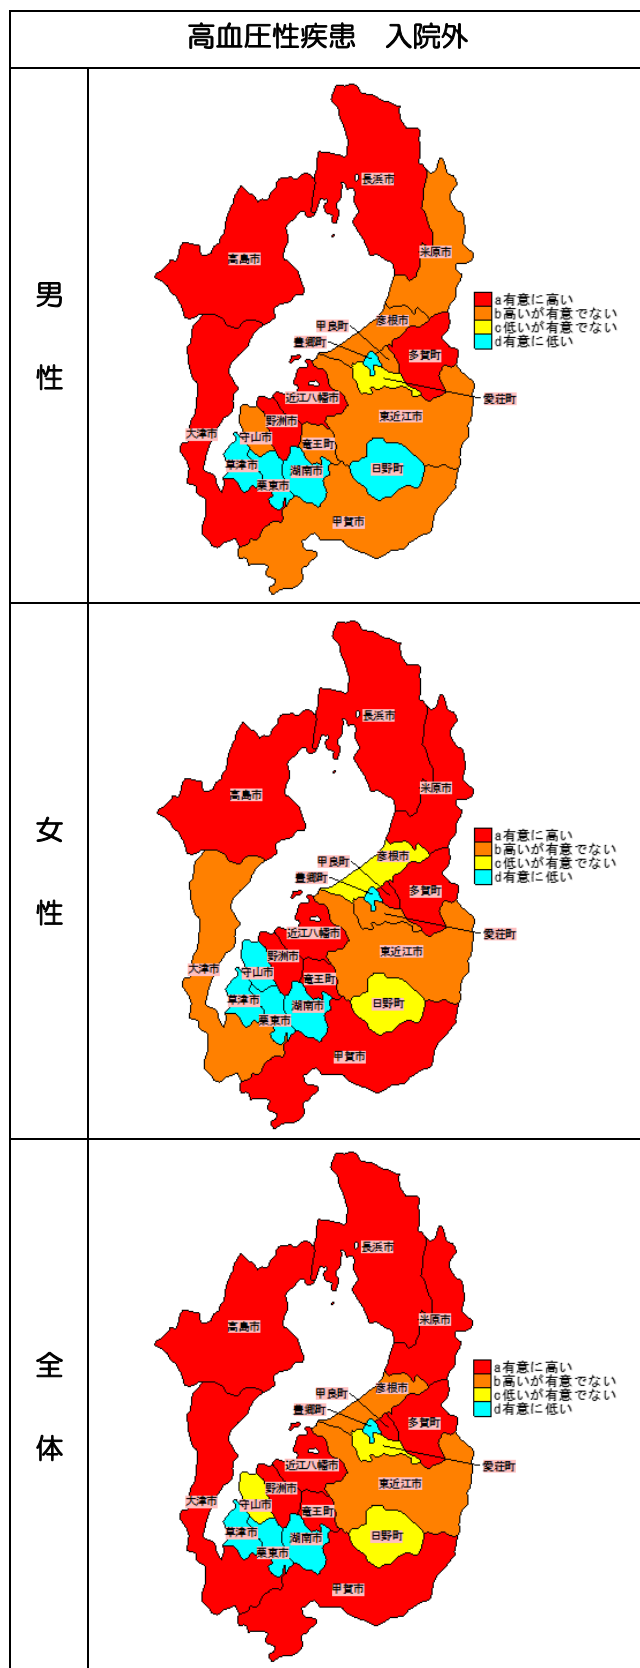 高血圧性疾患　入院外
男
性
長浜市
米原市
高島市
a有意に高い
b高いが有意でない
c低いが有意でない
d有意に低い
彦根市
甲良町
豊郷町
多賀町
愛荘町
近江八幡市
東近江市
野洲市
大津市
守山市
竜王町
草津市
湖南市
日野町
栗東市
甲賀市
女
性
長浜市
米原市
高島市
a有意に高い
b高いが有意でない
c低いが有意でない
d有意に低い
彦根市
甲良町
豊郷町
多賀町
愛荘町
近江八幡市
東近江市
野洲市
大津市
守山市
竜王町
草津市
湖南市
日野町
栗東市
甲賀市
全
体
長浜市
米原市
高島市
a有意に高い
b高いが有意でない
c低いが有意でない
d有意に低い
彦根市
甲良町
豊郷町
多賀町
愛荘町
近江八幡市
東近江市
野洲市
大津市
守山市
竜王町
草津市
湖南市
日野町
栗東市
甲賀市